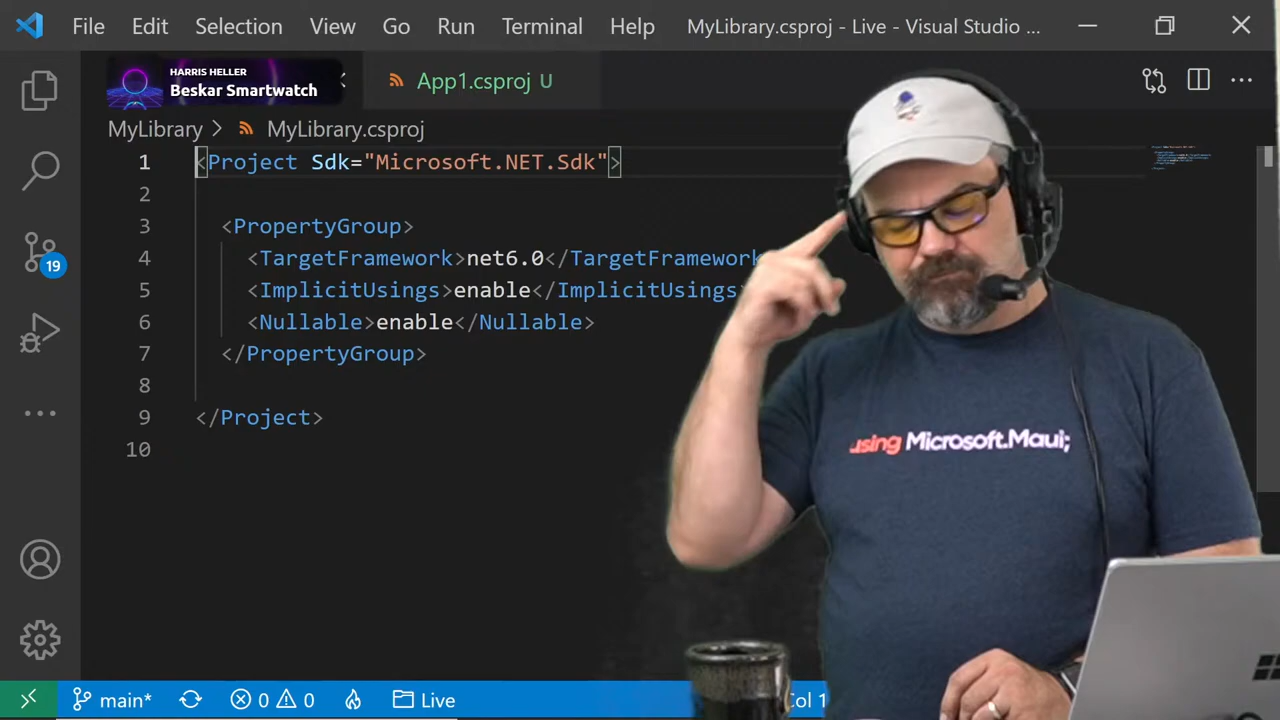 File Edit Selection View Go Run Terminal Help MyLibrary.csproj - Live - Visual Studio ...
HARRIS HELLER
Beskar Smartwatch
App1.csproj U
MyLibrary > MyLibrary.csproj
1 <Project Sdk="Microsoft.NET.Sdk">
2
3 <PropertyGroup>
4 <TargetFramework>net6.0</TargetFramework
5 <ImplicitUsings>enable</ImplicitUsings>
6 <Nullable>enable</Nullable>
7 </PropertyGroup>
8
9 </Project>
10
19
using Microsoft.Maui;
main* 0 0 Live Col 1